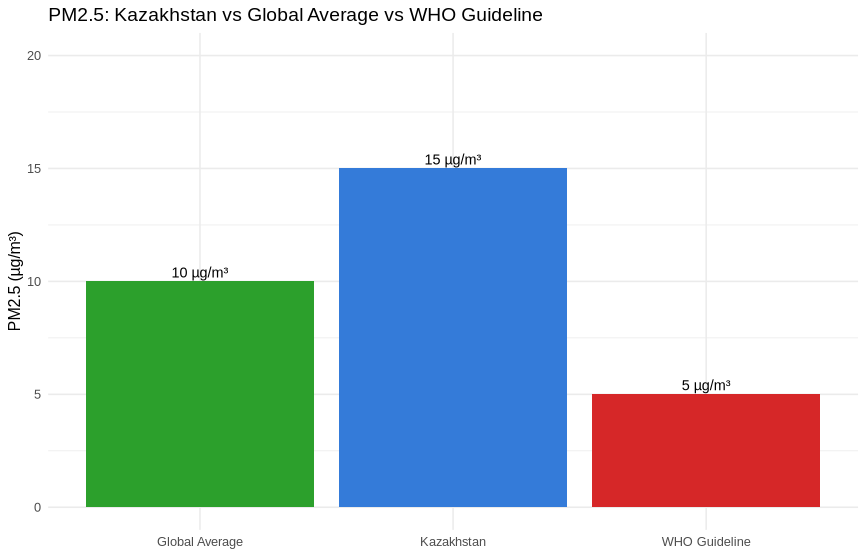 PM2.5: Kazakhstan vs Global Average vs WHO Guideline
20
15
10
5
0
PM2.5 (µg/m³)
10 µg/m³
15 µg/m³
5 µg/m³
Global Average
Kazakhstan
WHO Guideline